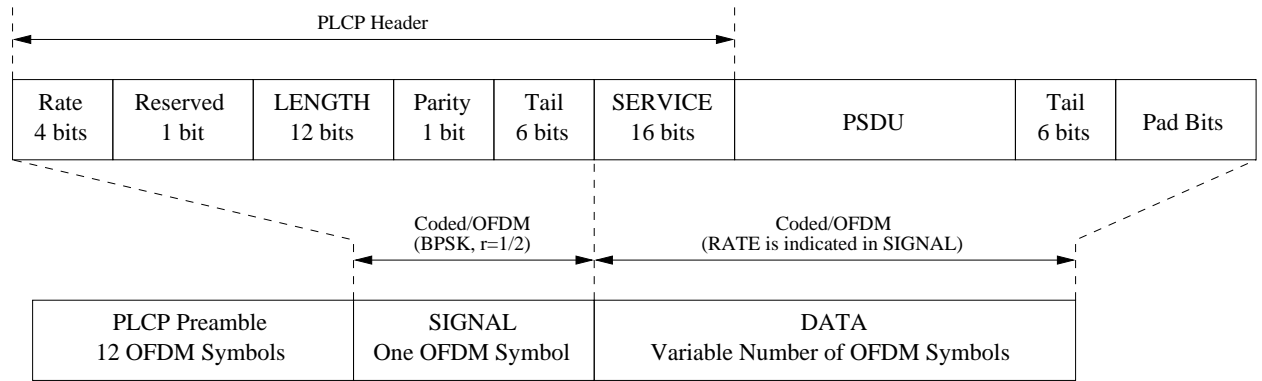 PLCP Header
Rate
4 bits
Reserved
1 bit
LENGTH
12 bits
Parity
1 bit
Tail
6 bits
SERVICE
16 bits
PSDU
Tail
6 bits
Pad Bits
Coded/OFDM
(BPSK, r=1/2)
Coded/OFDM
(RATE is indicated in SIGNAL)
PLCP Preamble
12 OFDM Symbols
SIGNAL
One OFDM Symbol
DATA
Variable Number of OFDM Symbols